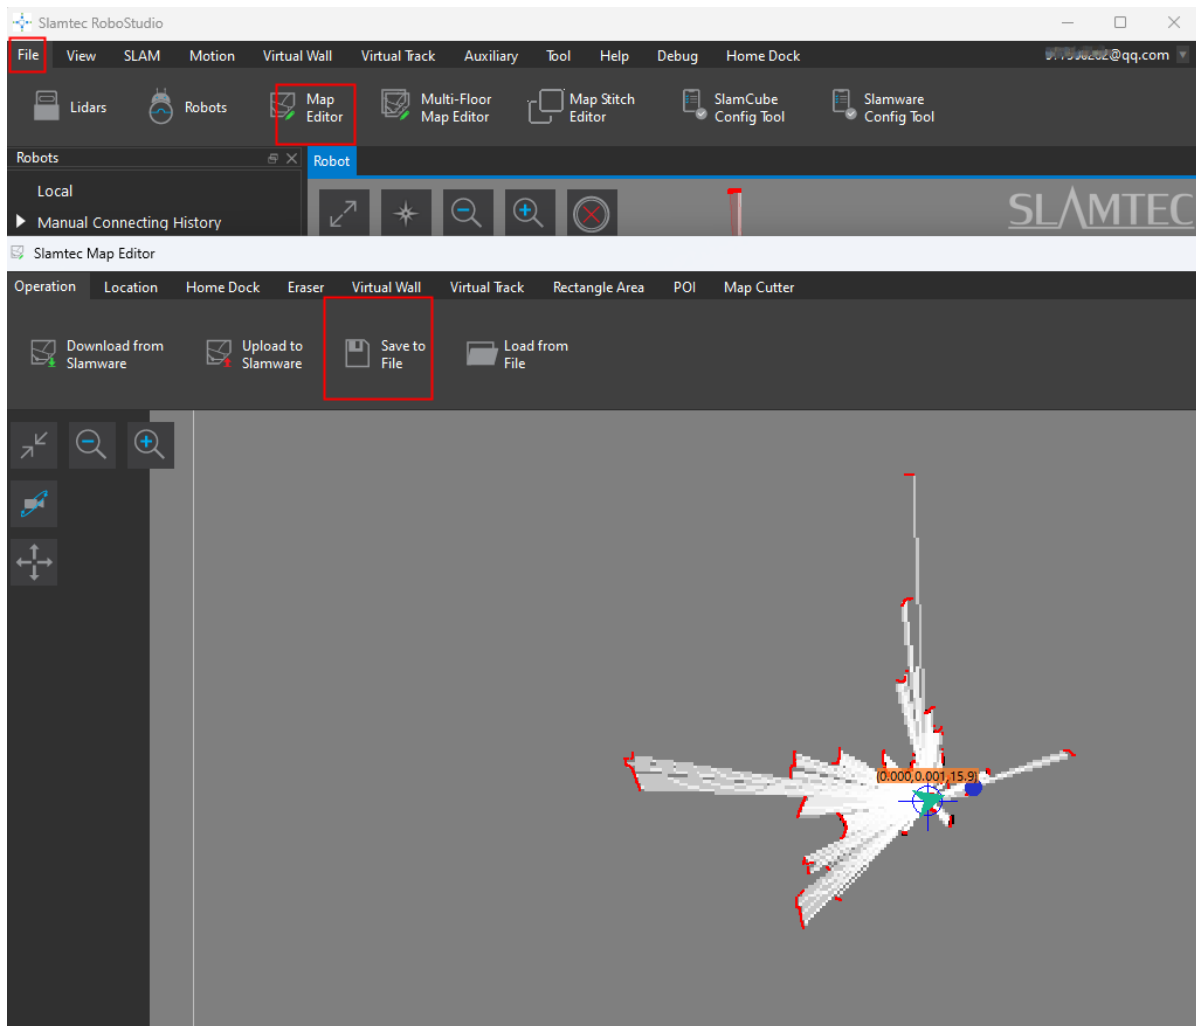 Slamtec RoboStudio
File View SLAM Motion Virtual Wall Virtual Track Auxiliary Tool Help Debug Home Dock @qq.com
Lidars
Robots
Map
Editor
Multi-Floor
Map Editor
Map Stitch
Editor
SlamCube
Config Tool
Slamware
Config Tool
Robots
Robot
Local
Manual Connecting History
SLAMTEC
Slamtec Map Editor
Operation Location Home Dock Eraser Virtual Wall Virtual Track Rectangle Area POI Map Cutter
Download from
Slamware
Upload to
Slamware
Save to
File
Load from
File
(0.000,0.001,15.9)